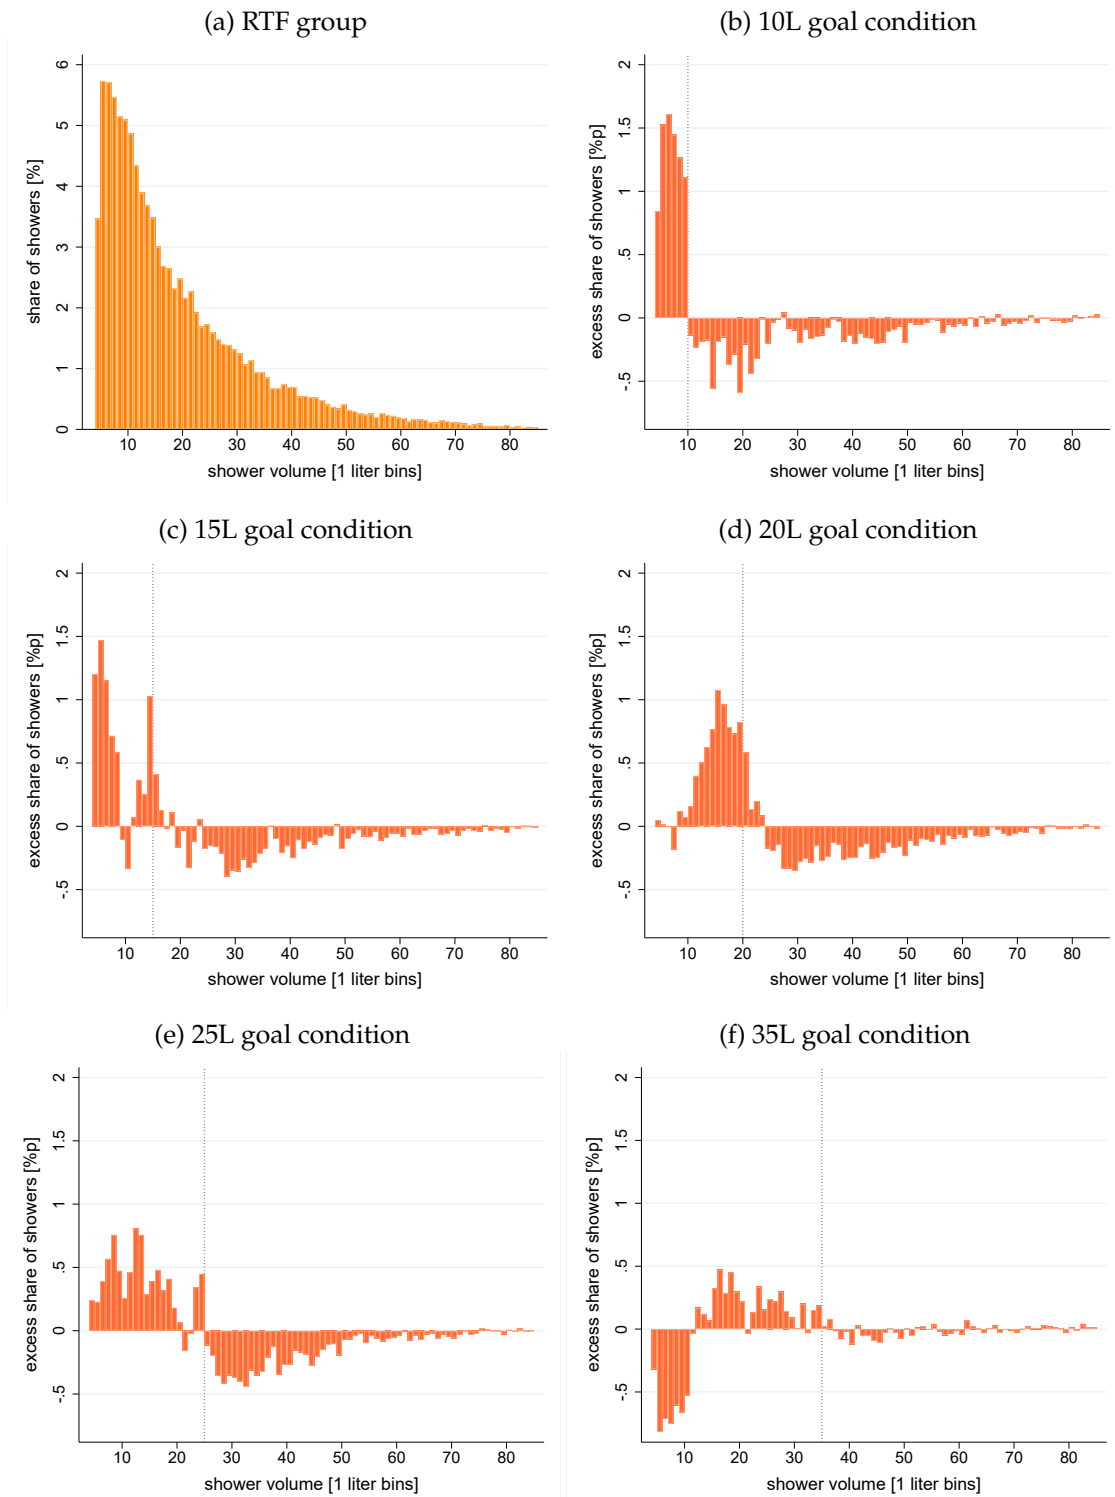 (a) RTF group
share of showers [%]
6
5
4
3
2
1
0
10 20 30 40 50 60 70 80
shower volume [1 liter bins]
(b) 10L goal condition
excess share of showers [%p]
2
1.5
1
.5
0
-.5
10 20 30 40 50 60 70 80
shower volume [1 liter bins]
(c) 15L goal condition
excess share of showers [%p]
2
1.5
1
.5
0
-.5
10 20 30 40 50 60 70 80
shower volume [1 liter bins]
(d) 20L goal condition
excess share of showers [%p]
2
1.5
1
.5
0
-.5
10 20 30 40 50 60 70 80
shower volume [1 liter bins]
(e) 25L goal condition
excess share of showers [%p]
2
1.5
1
.5
0
-.5
10 20 30 40 50 60 70 80
shower volume [1 liter bins]
(f) 35L goal condition
excess share of showers [%p]
2
1.5
1
.5
0
-.5
10 20 30 40 50 60 70 80
shower volume [1 liter bins]